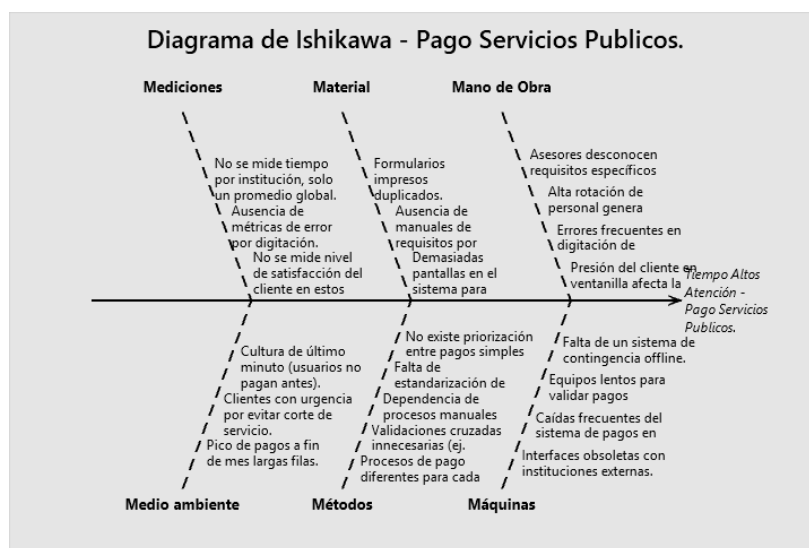 Diagrama de Ishikawa - Pago Servicios Publicos.
Mediciones
Material
Mano de Obra
No se mide tiempo
por institución, solo
un promedio global.
Ausencia de
métricas de error
por digitación.
No se mide nivel
de satisfacción del
cliente en estos
Formularios
impresos
duplicados.
Ausencia de
manuales de
requisitos por
Demasiadas
pantallas en el
sistema para
Asesores desconocen
requisitos específicos
Alta rotación de
personal genera
Errores frecuentes en
digitación de
Presión del cliente en
ventanilla afecta la
Tiempo Altos
Atención -
Pago Servicios
Publicos.
Cultura de último
minuto (usuarios no
pagan antes).
Clientes con urgencia
por evitar corte de
servicio.
Pico de pagos a fin
de mes largas filas.
No existe priorización
entre pagos simples
Falta de
estandarización de
Dependencia de
procesos manuales
Validaciones cruzadas
innecesarias (ej.
Procesos de pago
diferentes para cada
Falta de un sistema de
contingencia offline.
Equipos lentos para
validar pagos
Caídas frecuentes del
sistema de pagos en
Interfaces obsoletas con
instituciones externas.
Medio ambiente
Métodos
Máquinas